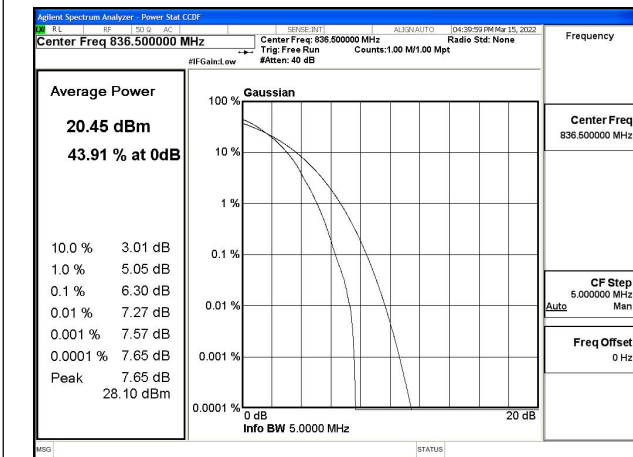 Agilent Spectrum Analyzer - Power Stat CCDF
RL RF 50 Ω AC SENSE:INT ALIGN AUTO 04:39:59 PM Mar 15, 2022
Center Freq 836.500000 MHz
Center Freq: 836.500000 MHz Radio Std: None
Trig: Free Run Counts:1.00 M/1.00 Mpt
#IFGain:Low #Atten: 40 dB
Frequency
Average Power
20.45 dBm
43.91 % at 0dB
10.0 % 3.01 dB
1.0 % 5.05 dB
0.1 % 6.30 dB
0.01 % 7.27 dB
0.001 % 7.57 dB
0.0001 % 7.65 dB
Peak 7.65 dB
28.10 dBm
Gaussian
100 %
10 %
1 %
0.1 %
0.01 %
0.001 %
0.0001 %
0 dB 20 dB
Info BW 5.0000 MHz
Center Freq
836.500000 MHz
CF Step
5.000000 MHz
Auto Man
Freq Offset
0 Hz
MSG STATUS